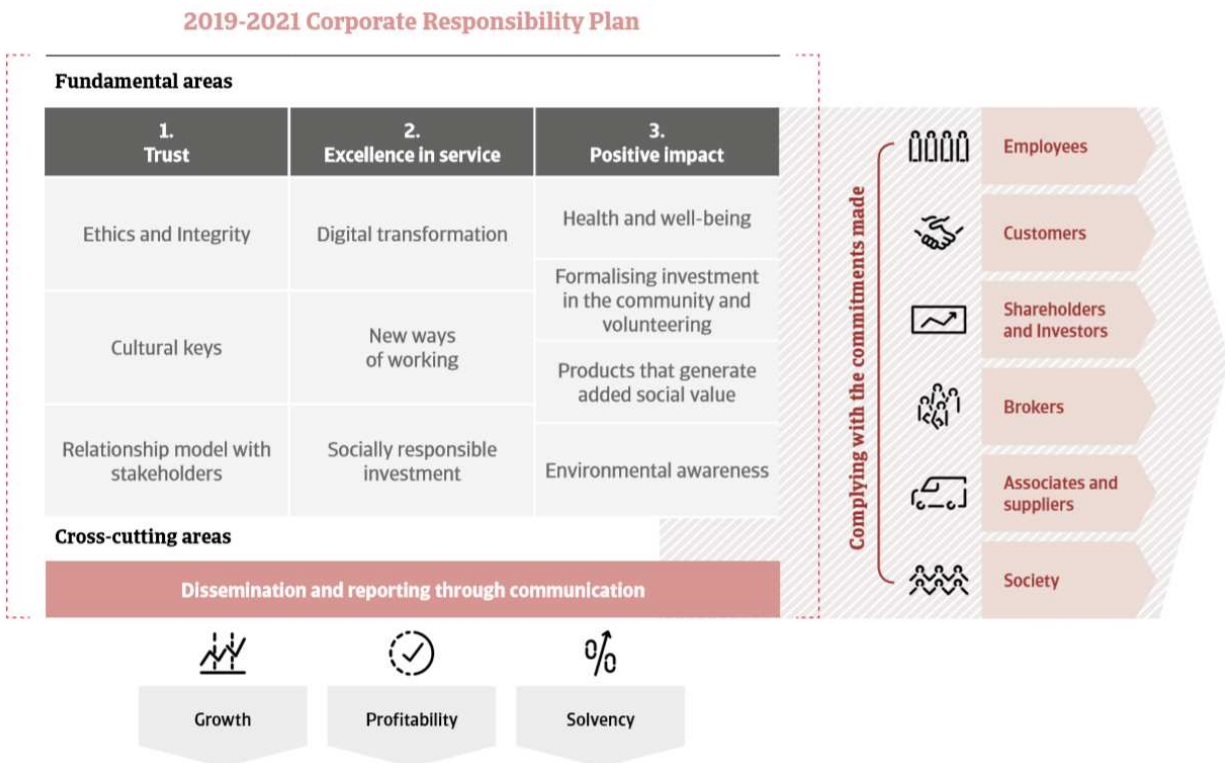 2019-2021 Corporate Responsibility Plan
Fundamental areas
1.
Trust
2.
Excellence in service
3.
Positive impact
Ethics and Integrity
Cultural keys
Relationship model with
stakeholders
Digital transformation
New ways
of working
Socially responsible
investment
Health and well-being
Formalising investment
in the community and
volunteering
Products that generate
added social value
Environmental awareness
Cross-cutting areas
Dissemination and reporting through communication
Growth
Profitability
Solvency
Complying with the commitments made
Employees
Customers
Shareholders
and Investors
Brokers
Associates and
suppliers
Society